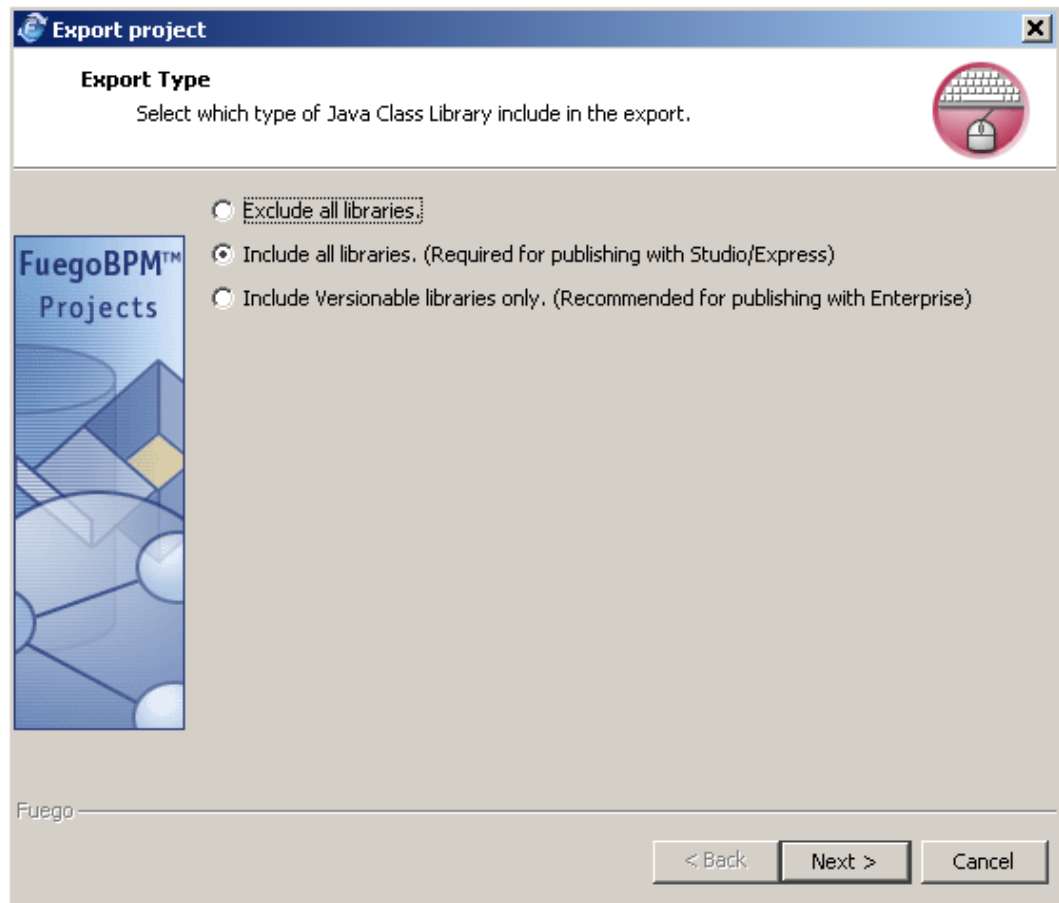 Export project
Export Type
Select which type of Java Class Library include in the export.
Exclude all libraries.
Include all libraries. (Required for publishing with Studio/Express)
Include Versionable libraries only. (Recommended for publishing with Enterprise)
FuegoBPM™
Projects
Fuego
< Back
Next >
Cancel